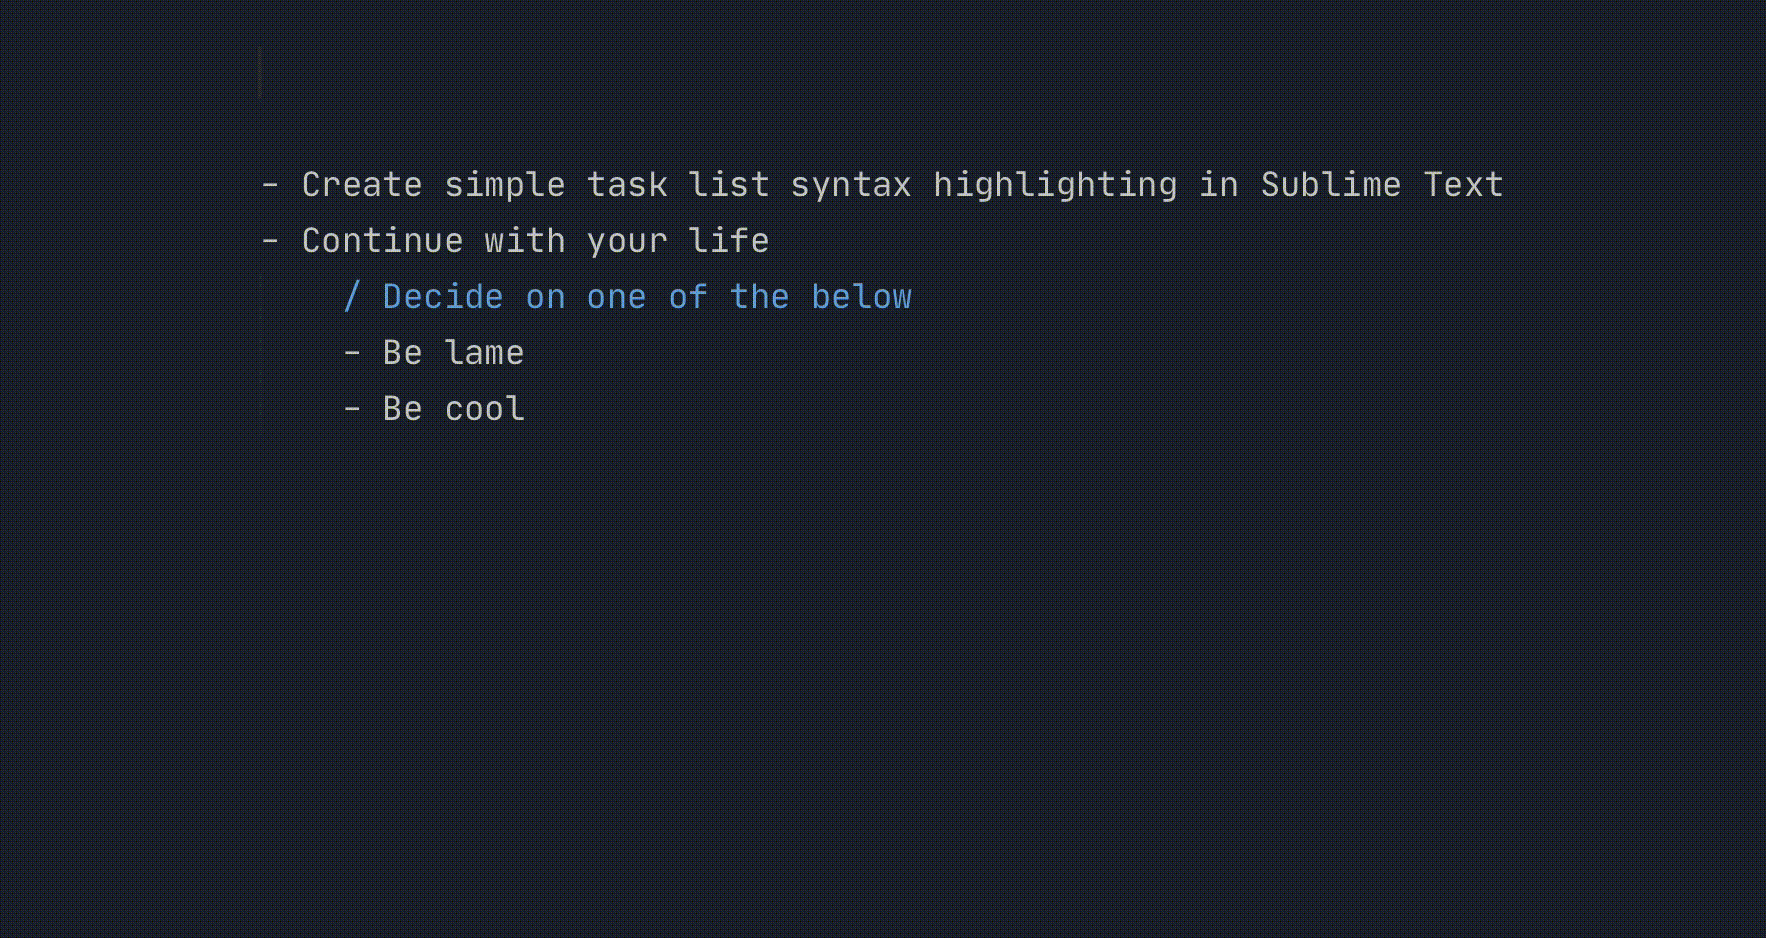 - Create simple task list syntax highlighting in Sublime Text
- Continue with your life
    / Decide on one of the below
    - Be lame
    - Be cool